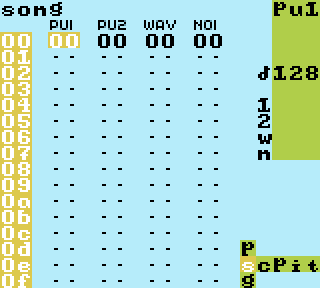 song PuI
PU1 PU2 WAV NOI
00 00 00 00 00
01 -- -- -- --
02 -- -- -- -- ♩128
03 -- -- -- --
04 -- -- -- -- 1
05 -- -- -- -- 2
06 -- -- -- -- w
07 -- -- -- -- n
08 -- -- -- --
09 -- -- -- --
0a -- -- -- --
0b -- -- -- --
0c -- -- -- --
0d -- -- -- -- P
0e -- -- -- -- scPit
0f -- -- -- -- g